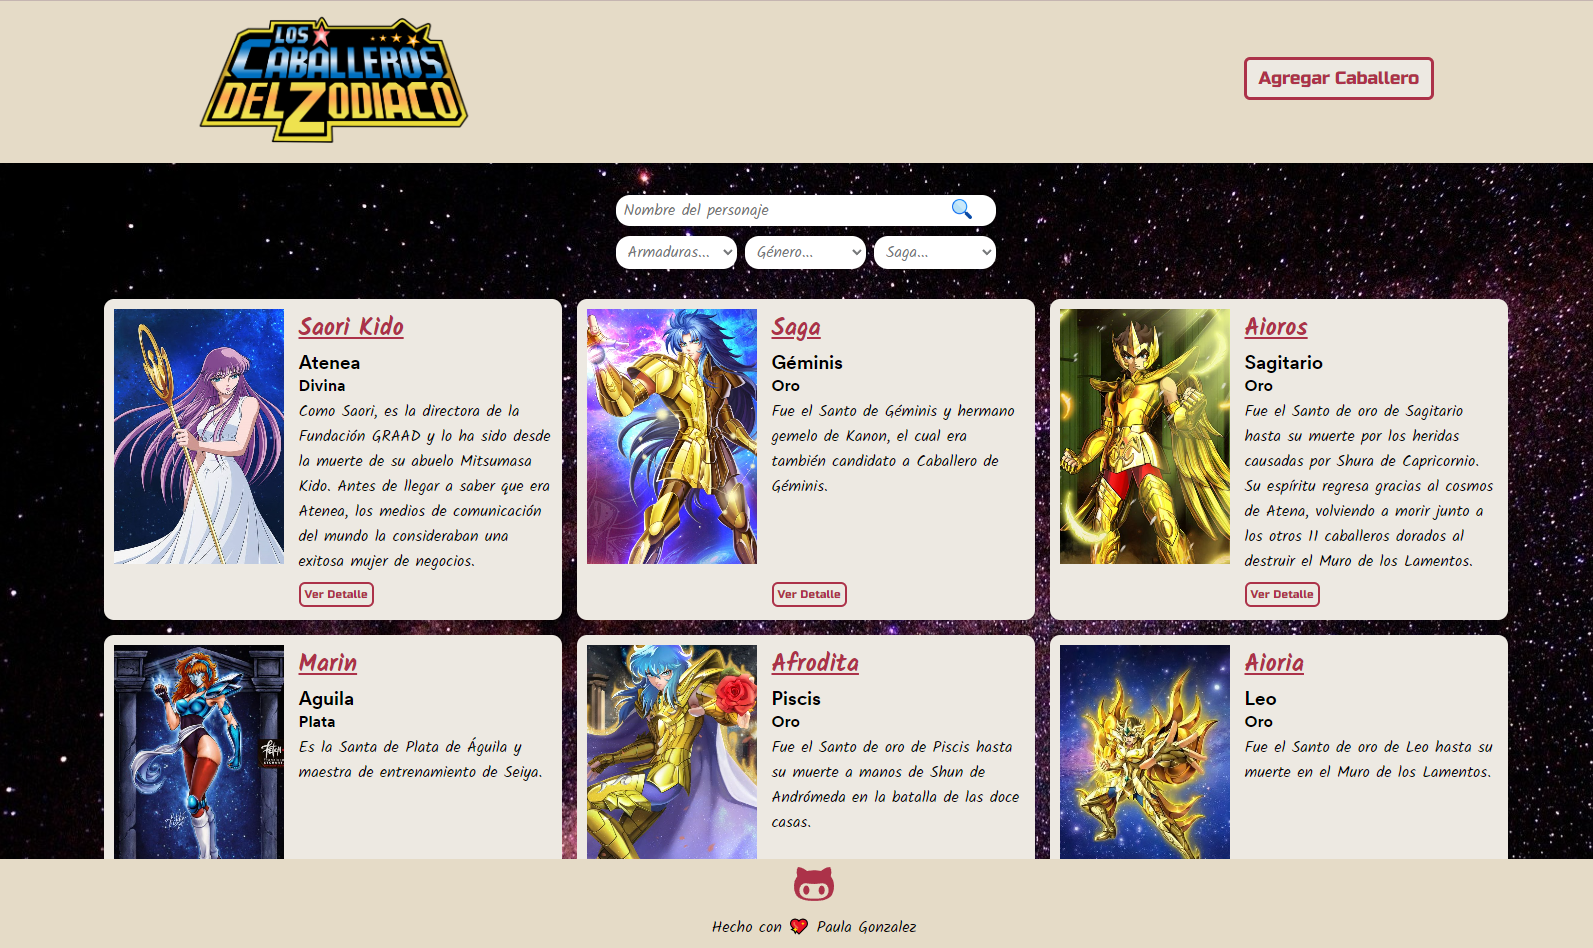 LOS
CABALLEROS
DEL ZODIACO
Agregar Caballero
Nombre del personaje
Armaduras...
Género...
Saga...
Saori Kido
Atenea
Divina
Como Saori, es la directora de la
Fundación GRAAD y lo ha sido desde
la muerte de su abuelo Mitsumasa
Kido. Antes de llegar a saber que era
Atenea, los medios de comunicación
del mundo la consideraban una
exitosa mujer de negocios.
Ver Detalle
Saga
Géminis
Oro
Fue el Santo de Géminis y hermano
gemelo de Kanon, el cual era
también candidato a Caballero de
Géminis.
Ver Detalle
Aioros
Sagitario
Oro
Fue el Santo de oro de Sagitario
hasta su muerte por los heridas
causadas por Shura de Capricornio.
Su espíritu regresa gracias al cosmos
de Atena, volviendo a morir junto a
los otros 11 caballeros dorados al
destruir el Muro de los Lamentos.
Ver Detalle
Marin
Aguila
Plata
Es la Santa de Plata de Águila y
maestra de entrenamiento de Seiya.
Afrodita
Piscis
Oro
Fue el Santo de oro de Piscis hasta
su muerte a manos de Shun de
Andrómeda en la batalla de las doce
casas.
Aioria
Leo
Oro
Fue el Santo de oro de Leo hasta su
muerte en el Muro de los Lamentos.
Hecho con Paula Gonzalez